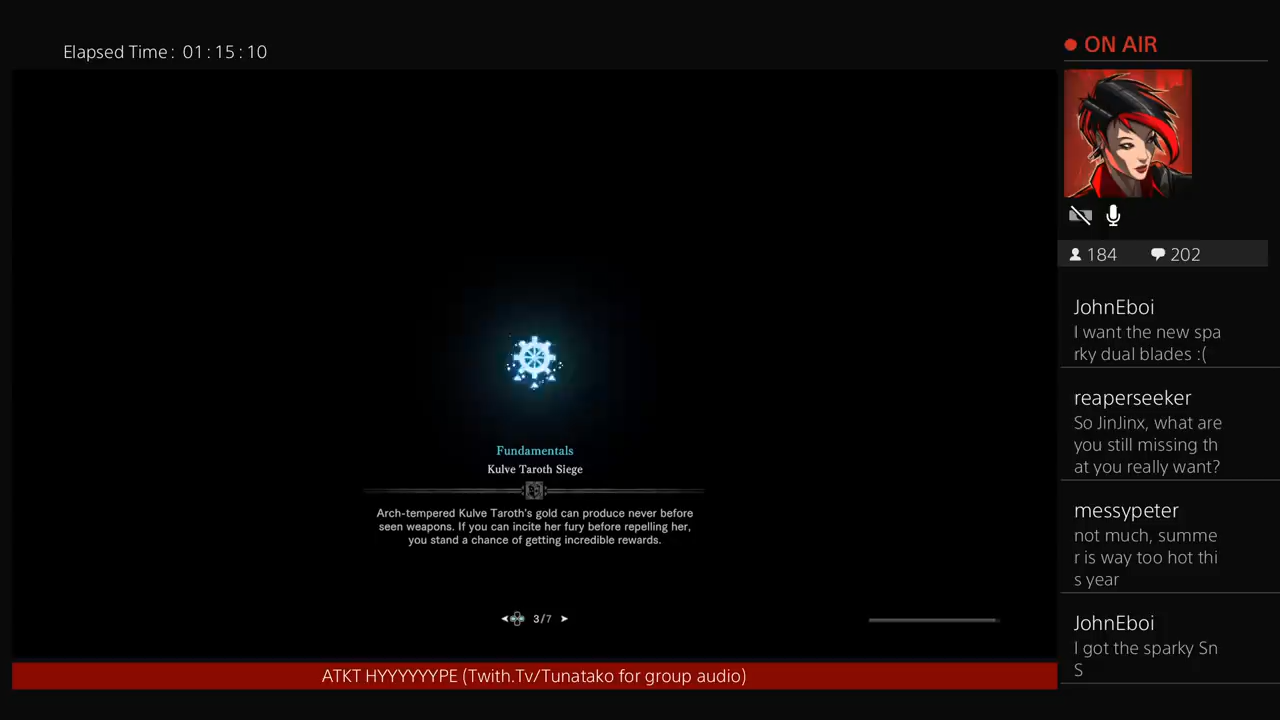 Elapsed Time: 01:15:10
ON AIR
184 202
JohnEboi
I want the new spa
rky dual blades :(
reaperseeker
So JinJinx, what are
you still missing th
at you really want?
messypeter
not much, summe
r is way too hot thi
s year
JohnEboi
I got the sparky Sn
S
Fundamentals
Kulve Taroth Siege
Arch-tempered Kulve Taroth's gold can produce never before
seen weapons. If you can incite her fury before repelling her,
you stand a chance of getting incredible rewards.
3/7
ATKT HYYYYYYPE (Twith.Tv/Tunatako for group audio)